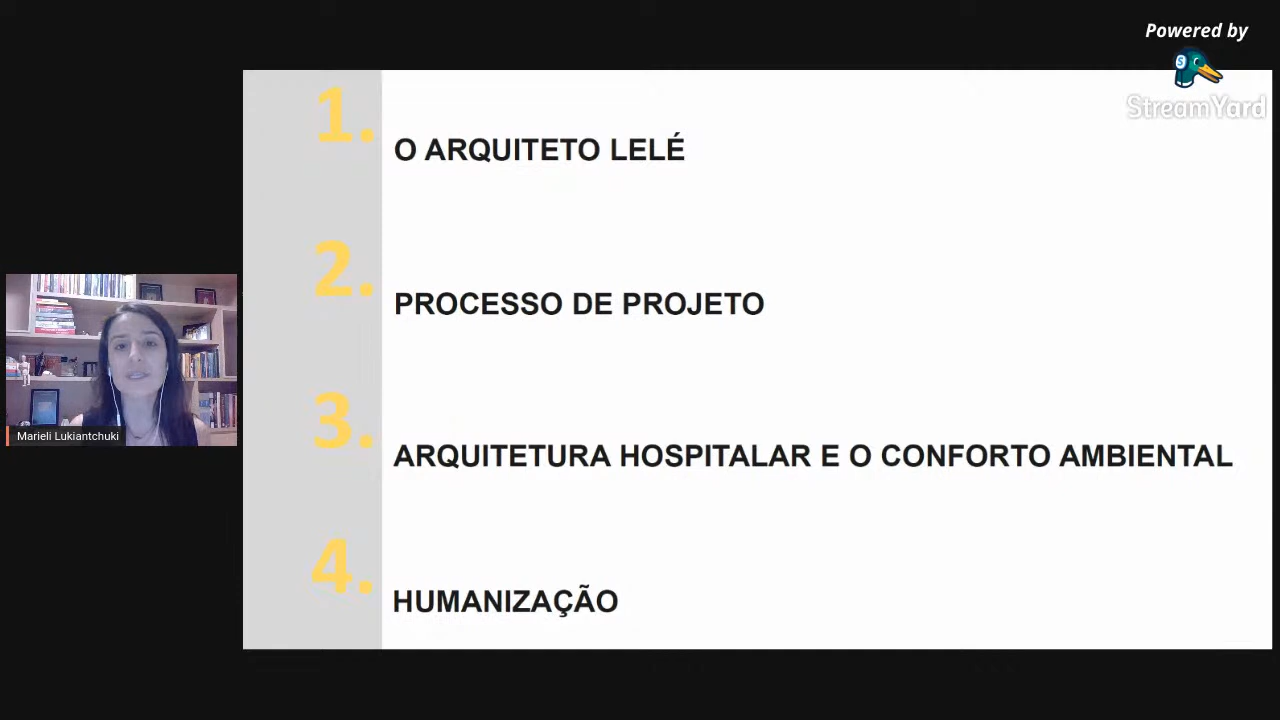 Powered by
StreamYard
1.
O ARQUITETO LELÉ
2.
PROCESSO DE PROJETO
3.
ARQUITETURA HOSPITALAR E O CONFORTO AMBIENTAL
4.
HUMANIZAÇÃO
Marieli Lukiantchuki